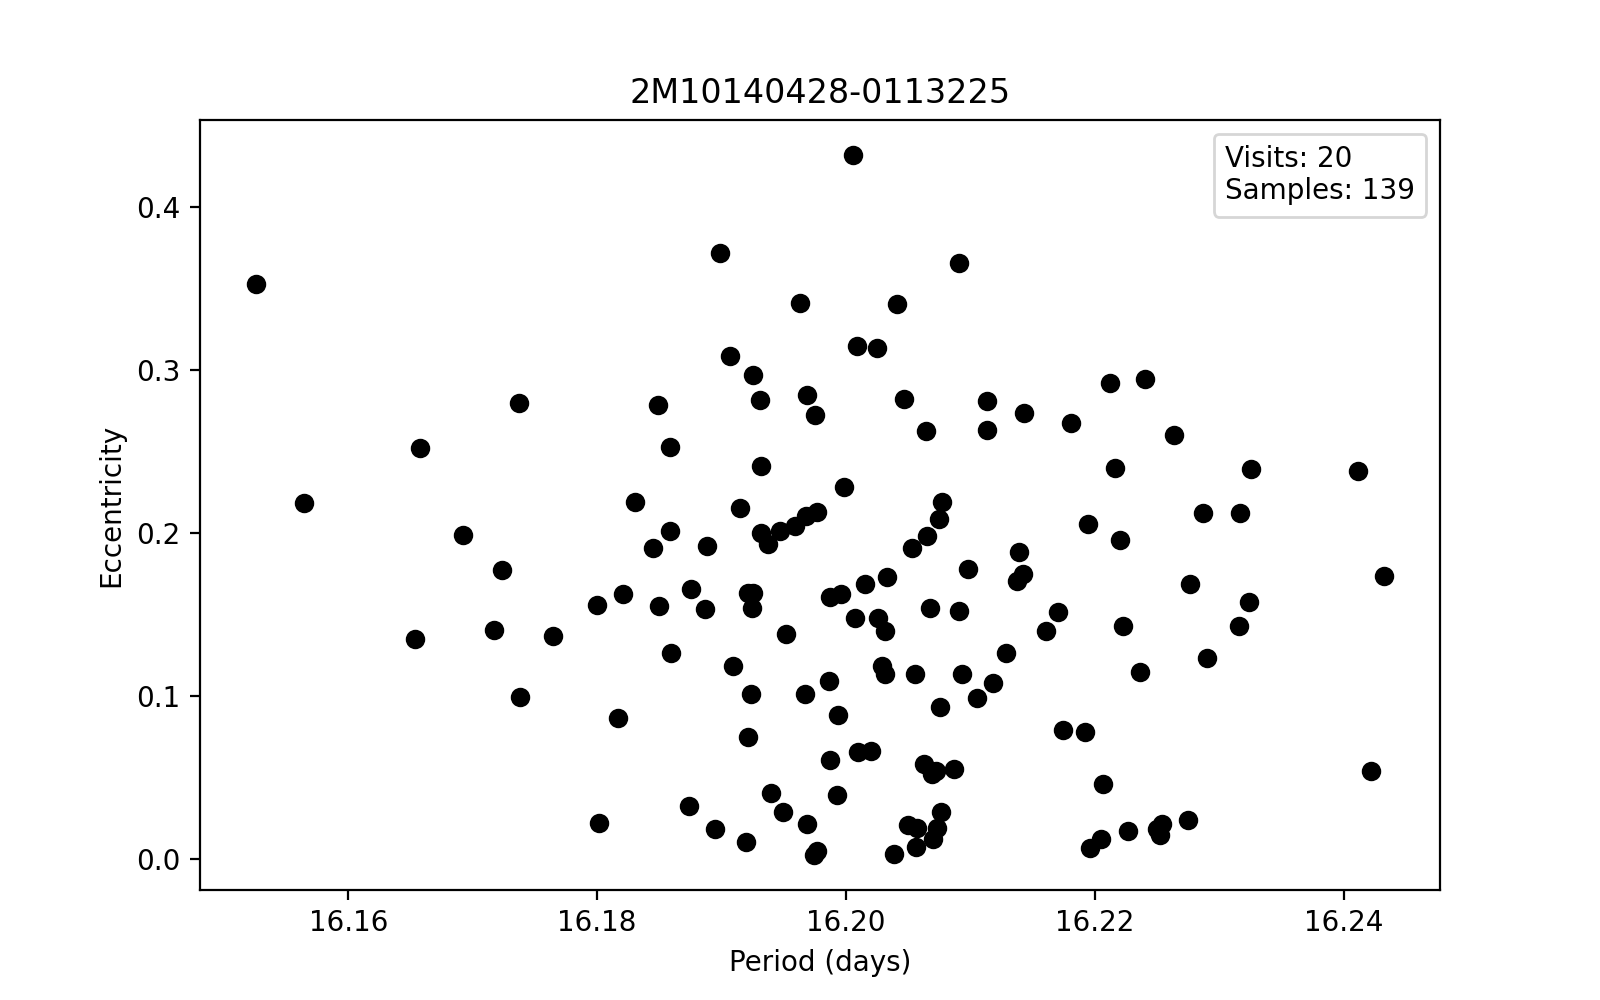 2M10140428-0113225
Visits: 20
Samples: 139
0.4
0.3
0.2
0.1
0.0
Eccentricity
16.16 16.18 16.20 16.22 16.24
Period (days)